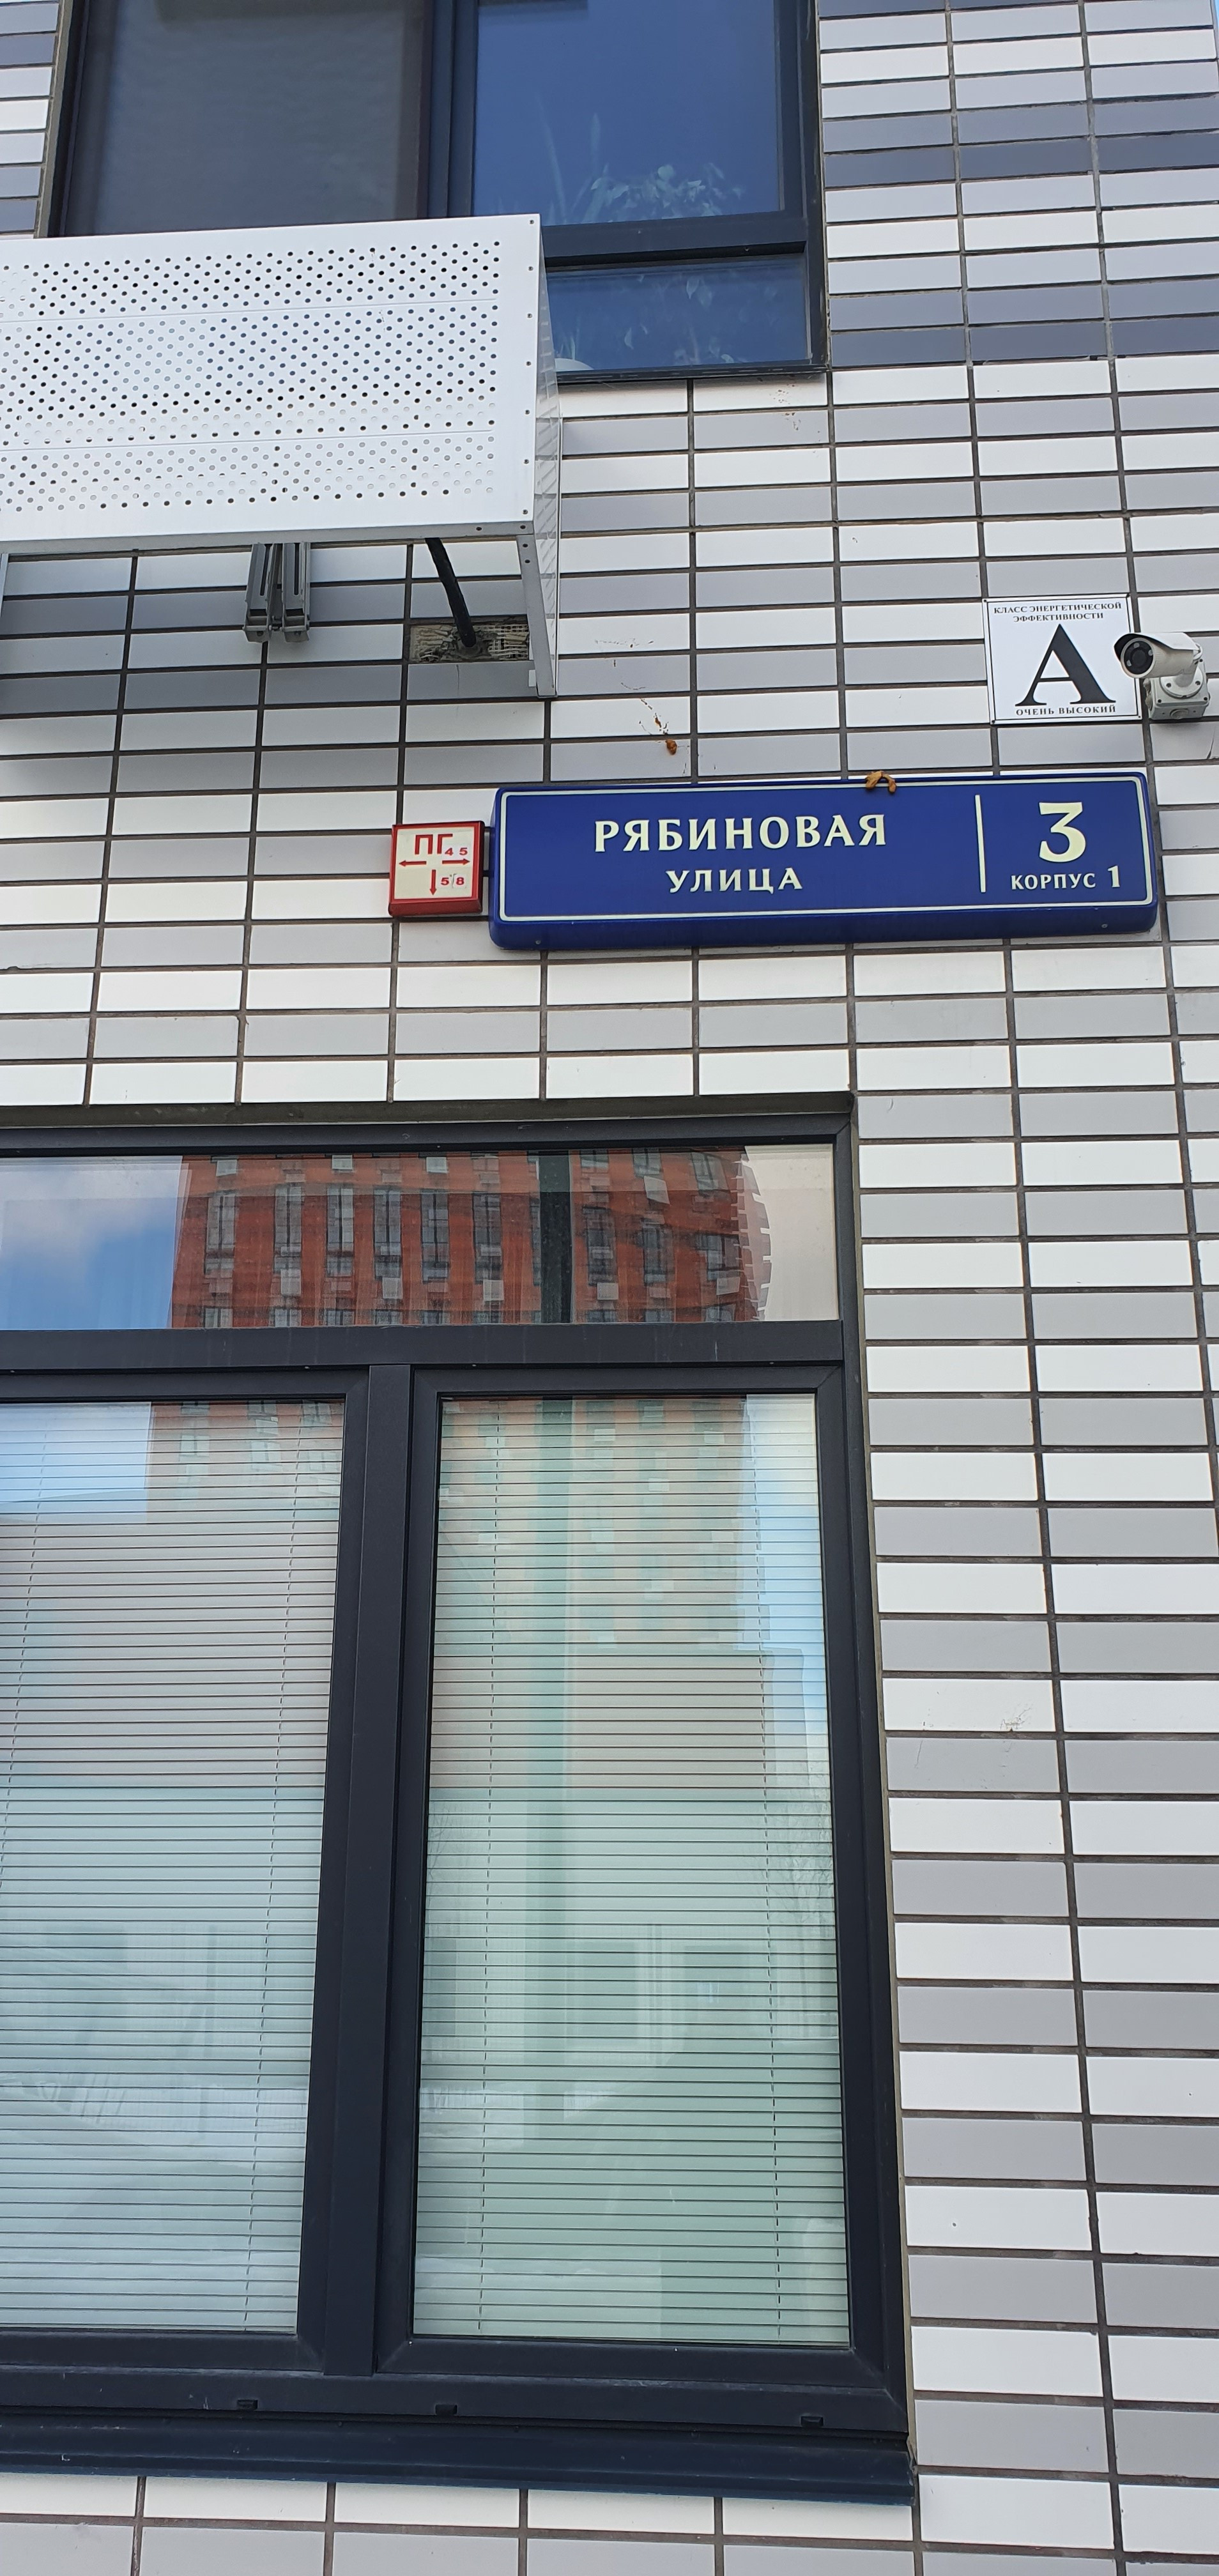 КЛАСС ЭНЕРГЕТИЧЕСКОЙ
ЭФФЕКТИВНОСТИ
А
ОЧЕНЬ ВЫСОКИЙ
ПГ
4 5
5 8
РЯБИНОВАЯ
УЛИЦА
3
КОРПУС 1